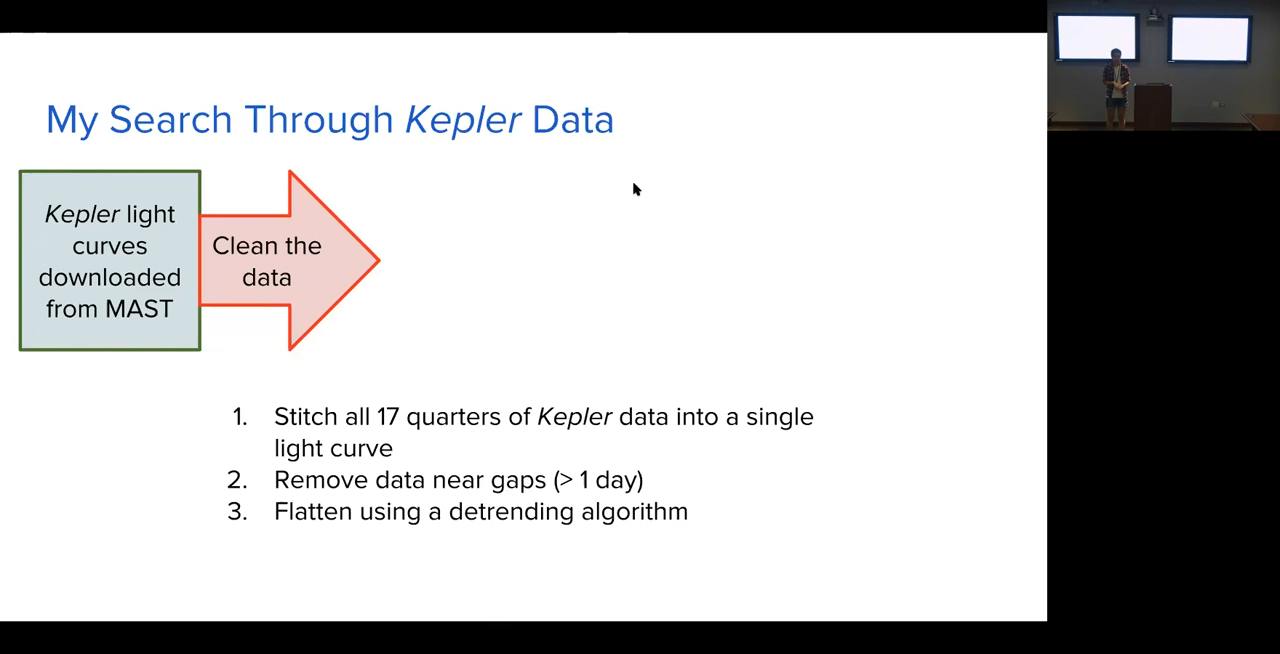 My Search Through Kepler Data
Kepler light
curves
downloaded
from MAST
Clean the
data
1. Stitch all 17 quarters of Kepler data into a single
light curve
2. Remove data near gaps (> 1 day)
3. Flatten using a detrending algorithm